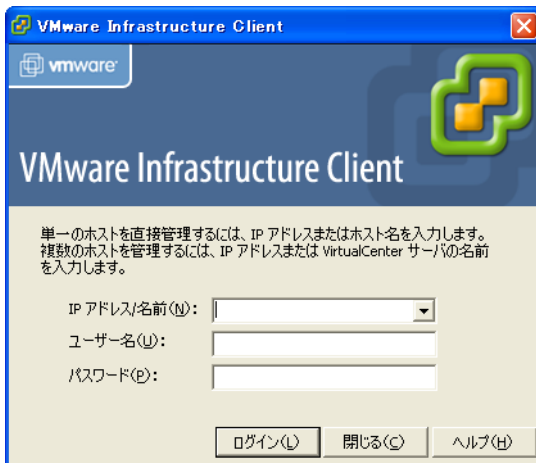 VMware Infrastructure Client
vmware
VMware Infrastructure Client
単一のホストを直接管理するには、IP アドレスまたはホスト名を入力します。
複数のホストを管理するには、IP アドレスまたは VirtualCenter サーバの名前
を入力します。
IP アドレス/名前(N):
ユーザー名(U):
パスワード(P):
ログイン(L) 閉じる(C) ヘルプ(H)